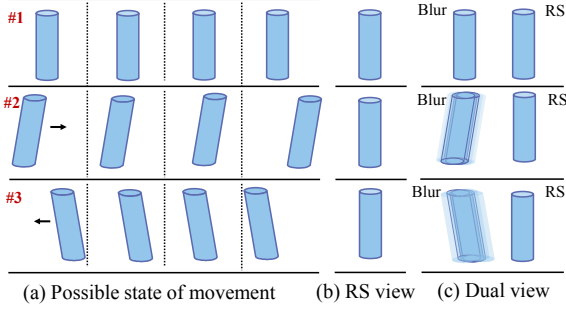 #1
Blur RS
#2
Blur RS
#3
Blur RS
(a) Possible state of movement (b) RS view (c) Dual view